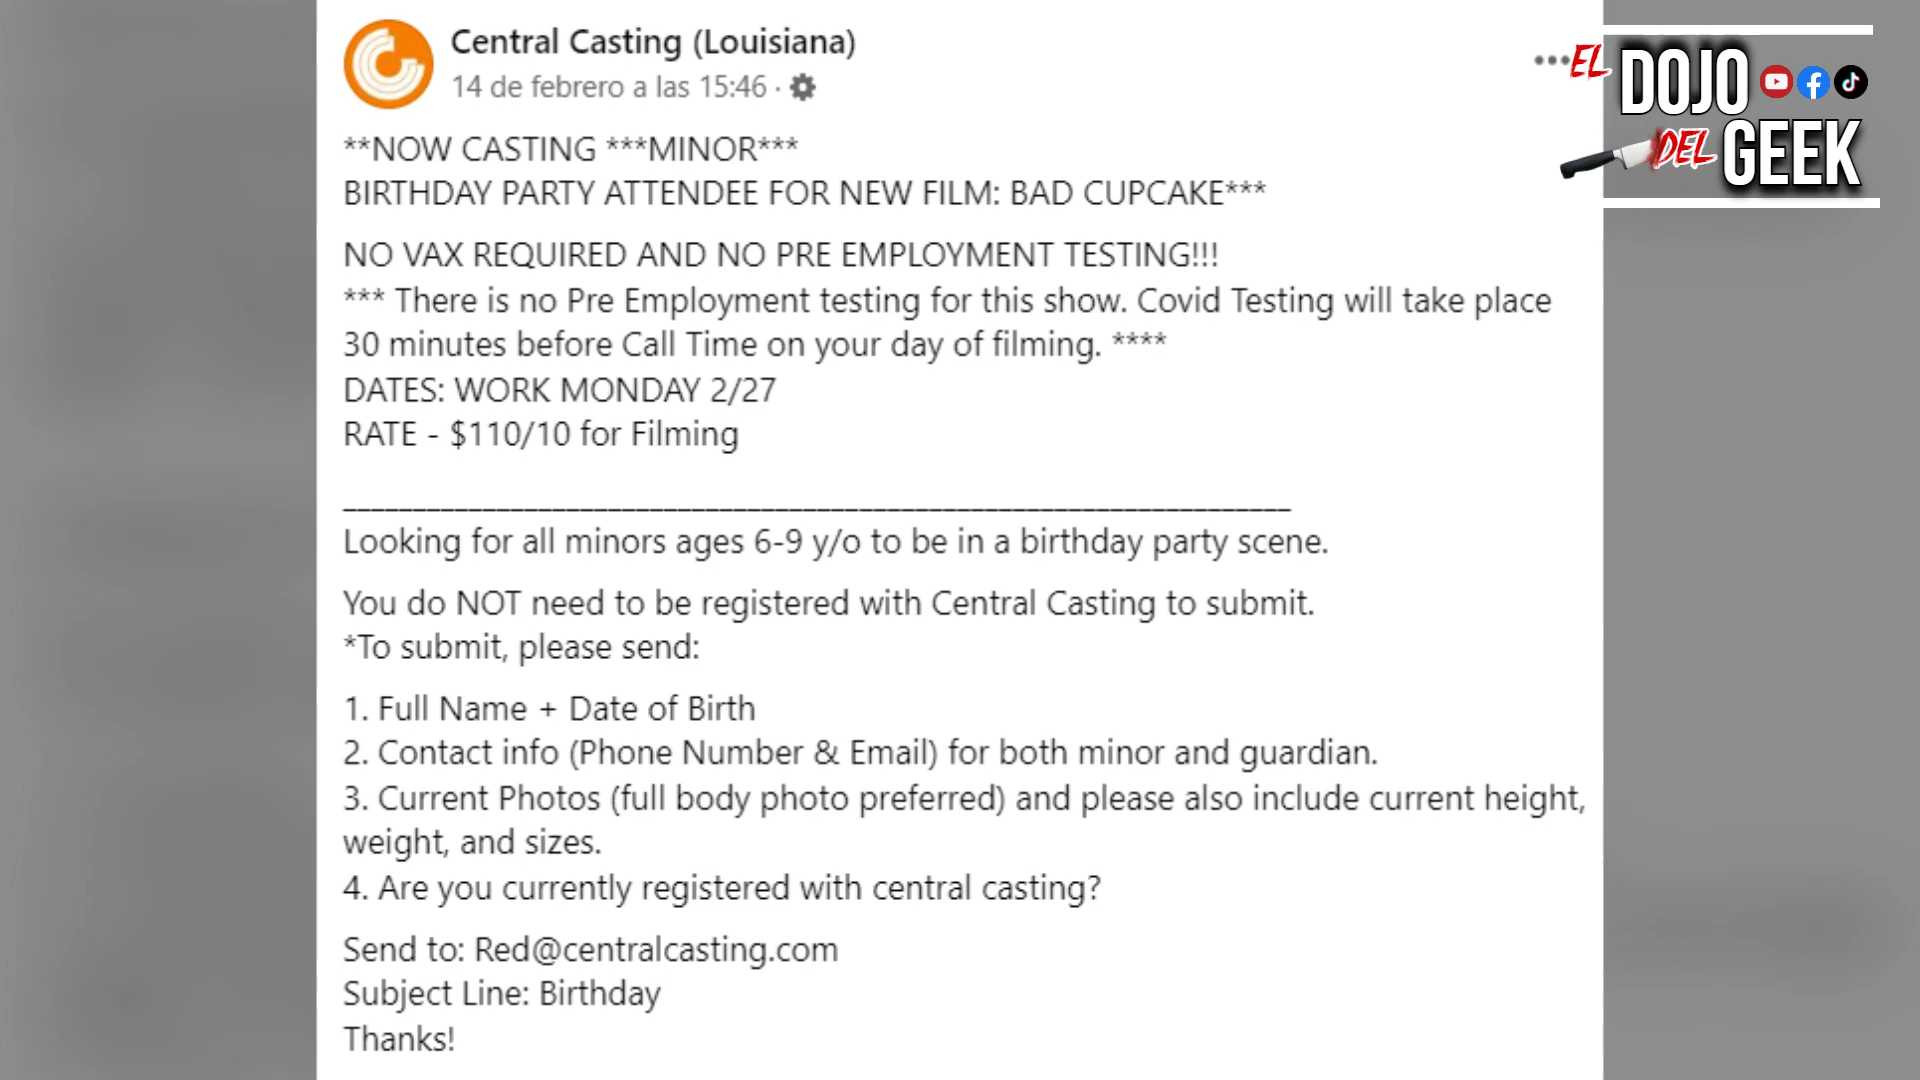 Central Casting (Louisiana)
14 de febrero a las 15:46 ·
**NOW CASTING ***MINOR***
BIRTHDAY PARTY ATTENDEE FOR NEW FILM: BAD CUPCAKE***
NO VAX REQUIRED AND NO PRE EMPLOYMENT TESTING!!!
*** There is no Pre Employment testing for this show. Covid Testing will take place
30 minutes before Call Time on your day of filming. ****
DATES: WORK MONDAY 2/27
RATE - $110/10 for Filming
____________________________________________________________________
Looking for all minors ages 6-9 y/o to be in a birthday party scene.
You do NOT need to be registered with Central Casting to submit.
*To submit, please send:
1. Full Name + Date of Birth
2. Contact info (Phone Number & Email) for both minor and guardian.
3. Current Photos (full body photo preferred) and please also include current height,
weight, and sizes.
4. Are you currently registered with central casting?
Send to: Red@centralcasting.com
Subject Line: Birthday
Thanks!
EL DOJO
DEL GEEK